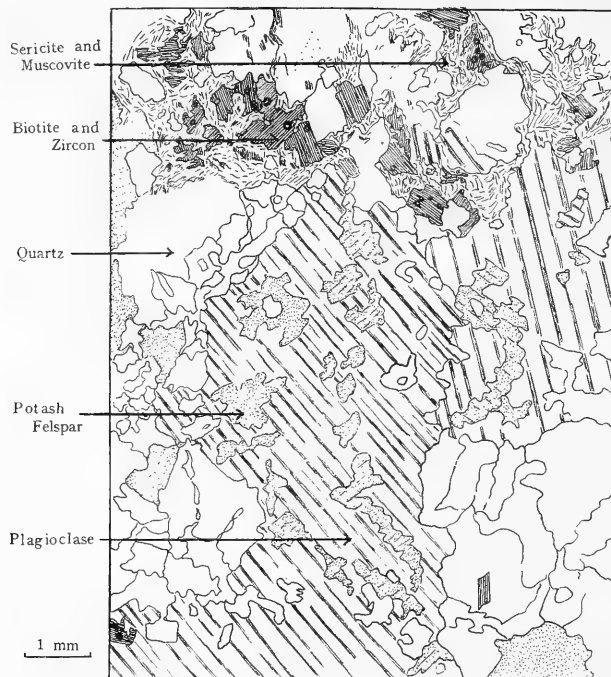 Sericite and
Muscovite
Biotite and
Zircon
Quartz
Potash
Felspar
Plagioclase
1 mm